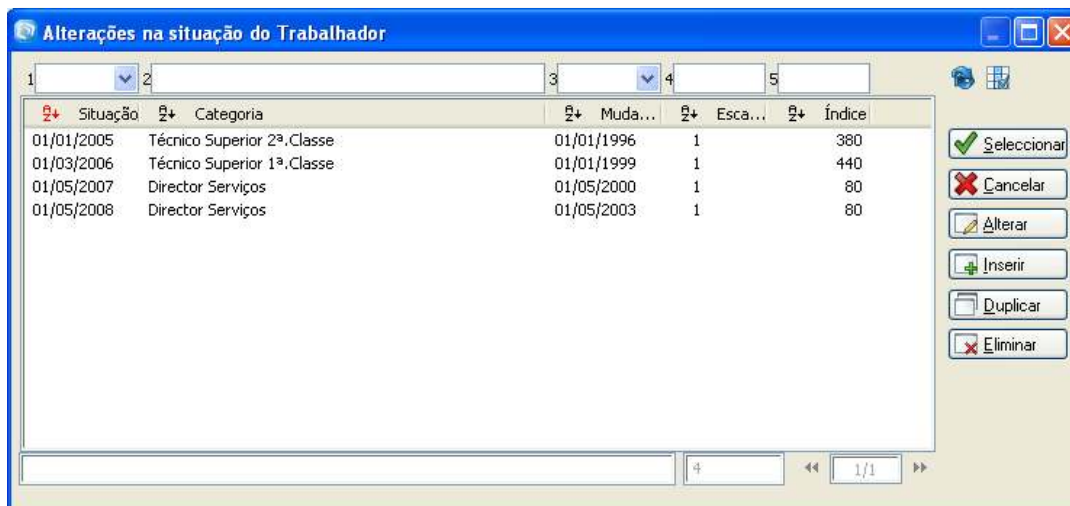 Alterações na situação do Trabalhador
1 2 3 4 5
Situação Categoria Muda... Esca... Índice
01/01/2005 Técnico Superior 2ª.Classe 01/01/1996 1 380
01/03/2006 Técnico Superior 1ª.Classe 01/01/1999 1 440
01/05/2007 Director Serviços 01/05/2000 1 80
01/05/2008 Director Serviços 01/05/2003 1 80
Seleccionar
Cancelar
Alterar
Inserir
Duplicar
Eliminar
4 1/1